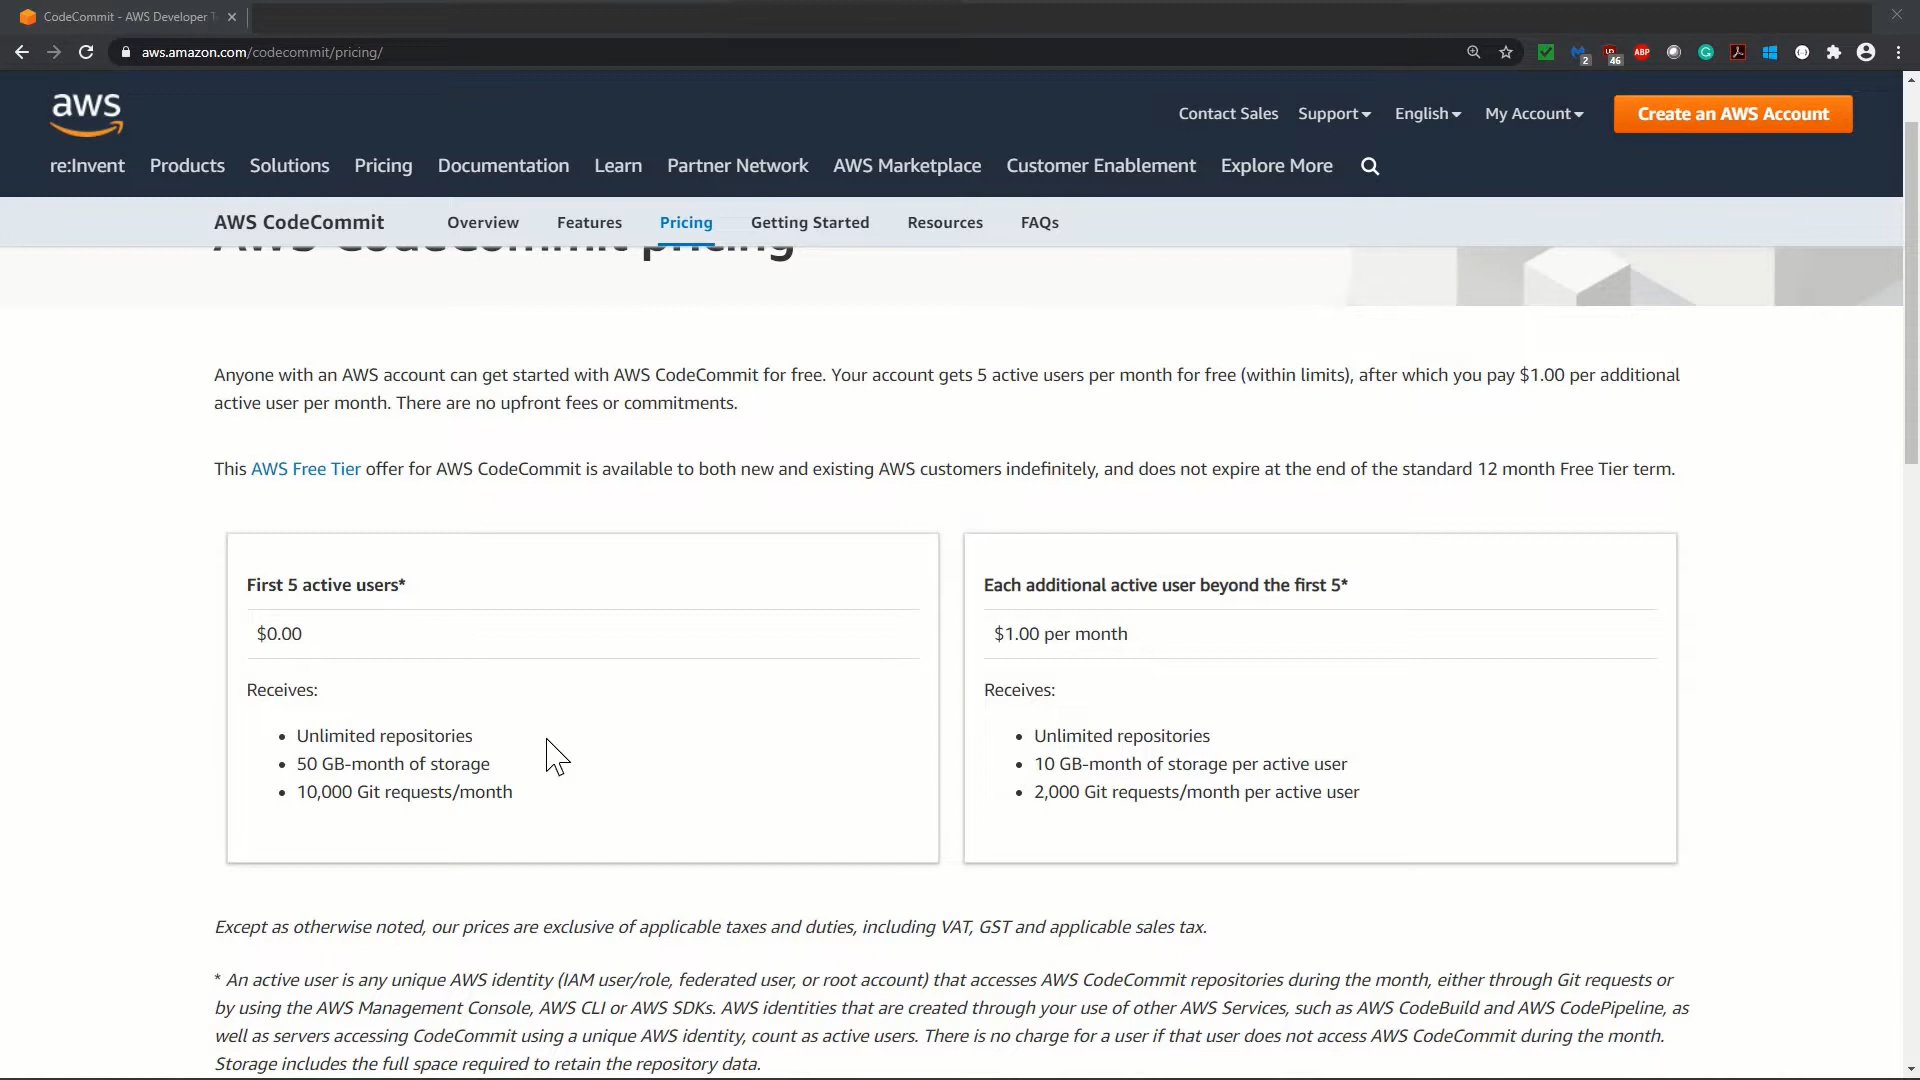 CodeCommit - AWS Developer T
aws.amazon.com/codecommit/pricing/
2
46
ABP
aws
Contact Sales Support English My Account Create an AWS Account
re:Invent Products Solutions Pricing Documentation Learn Partner Network AWS Marketplace Customer Enablement Explore More
AWS CodeCommit Overview Features Pricing Getting Started Resources FAQs
AWS CodeCommit pricing
Anyone with an AWS account can get started with AWS CodeCommit for free. Your account gets 5 active users per month for free (within limits), after which you pay $1.00 per additional
active user per month. There are no upfront fees or commitments.
This AWS Free Tier offer for AWS CodeCommit is available to both new and existing AWS customers indefinitely, and does not expire at the end of the standard 12 month Free Tier term.
First 5 active users*
$0.00
Receives:
• Unlimited repositories
• 50 GB-month of storage
• 10,000 Git requests/month
Each additional active user beyond the first 5*
$1.00 per month
Receives:
• Unlimited repositories
• 10 GB-month of storage per active user
• 2,000 Git requests/month per active user
Except as otherwise noted, our prices are exclusive of applicable taxes and duties, including VAT, GST and applicable sales tax.
* An active user is any unique AWS identity (IAM user/role, federated user, or root account) that accesses AWS CodeCommit repositories during the month, either through Git requests or
by using the AWS Management Console, AWS CLI or AWS SDKs. AWS identities that are created through your use of other AWS Services, such as AWS CodeBuild and AWS CodePipeline, as
well as servers accessing CodeCommit using a unique AWS identity, count as active users. There is no charge for a user if that user does not access AWS CodeCommit during the month.
Storage includes the full space required to retain the repository data.